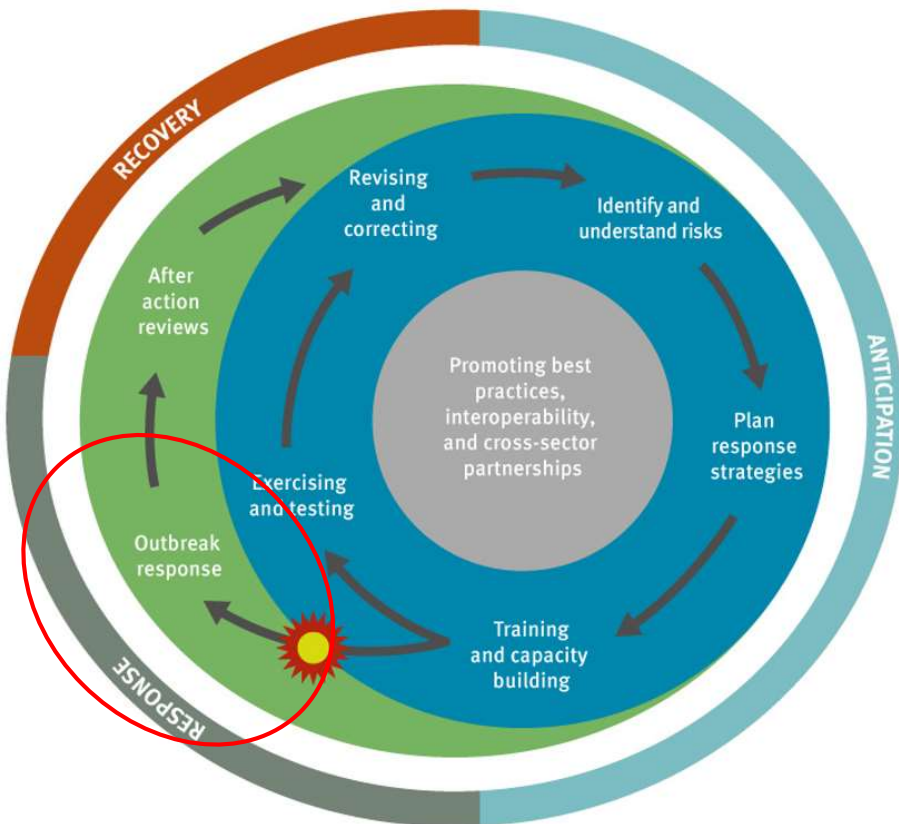 RECOVERY
Revising
and
correcting
Identify and
understand risks
After
action
reviews
Promoting best
practices,
interoperability,
and cross-sector
partnerships
ANTICIPATION
Plan
response
strategies
Exercising
and testing
Outbreak
response
Training
and capacity
building
RESPONSE